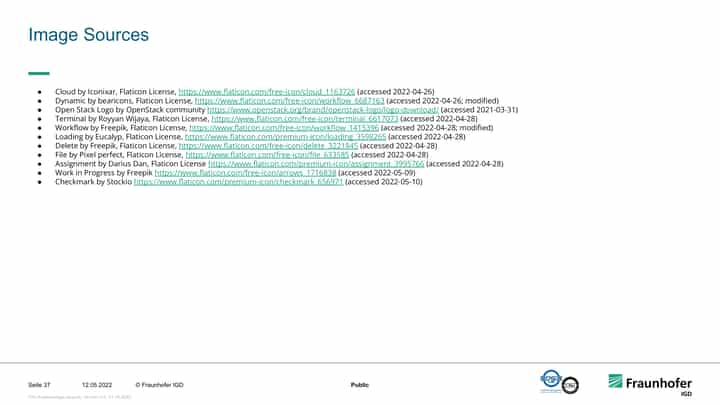 Image Sources
● Cloud by Iconixar, Flaticon License, https://www.flaticon.com/free-icon/cloud_1163726 (accessed 2022-04-26)
● Dynamic by bearicons, Flaticon License, https://www.flaticon.com/free-icon/workflow_6687163 (accessed 2022-04-26; modified)
● Open Stack Logo by OpenStack community https://www.openstack.org/brand/openstack-logo/logo-download/ (accessed 2021-03-31)
● Terminal by Royyan Wijaya, Flaticon License, https://www.flaticon.com/free-icon/terminal_6617073 (accessed 2022-04-28)
● Workflow by Freepik, Flaticon License, https://www.flaticon.com/free-icon/workflow_1415396 (accessed 2022-04-28; modified)
● Loading by Eucalyp, Flaticon License, https://www.flaticon.com/premium-icon/loading_3598265 (accessed 2022-04-28)
● Delete by Freepik, Flaticon License, https://www.flaticon.com/free-icon/delete_3221845 (accessed 2022-04-28)
● File by Pixel perfect, Flaticon License, https://www.flaticon.com/free-icon/file_633585 (accessed 2022-04-28)
● Assignment by Darius Dan, Flaticon License https://www.flaticon.com/premium-icon/assignment_3995766 (accessed 2022-04-28)
● Work in Progress by Freepik https://www.flaticon.com/free-icon/arrows_1716838 (accessed 2022-05-09)
● Checkmark by Stockio https://www.flaticon.com/premium-icon/checkmark_656971 (accessed 2022-05-10)
Seite 37 12.05.2022 © Fraunhofer IGD Public
Fraunhofer
IGD